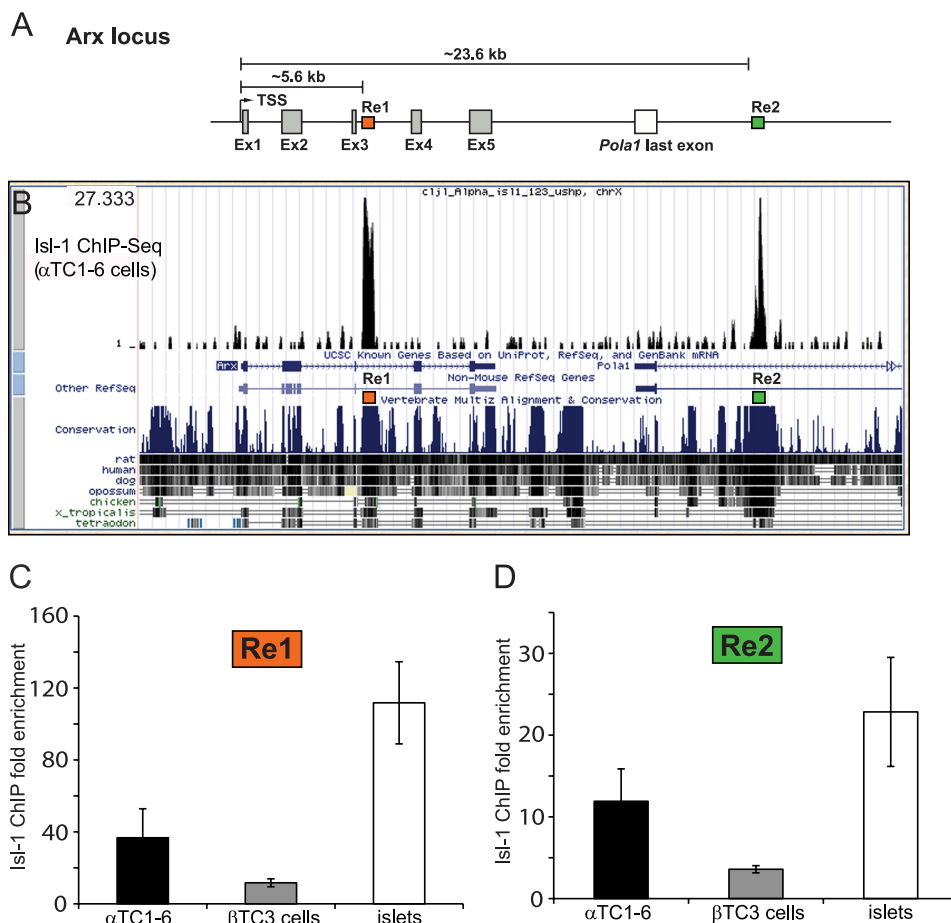 A
Arx locus
~23.6 kb
~5.6 kb
TSS
Re1
Re2
Ex1 Ex2 Ex3 Ex4 Ex5 Pola1 last exon
B
27.333
cljl_Alpha_isl1_123_ushp, chrX
Isl-1 ChIP-Seq
(αTC1-6 cells)
1 _
UCSC Known Genes Based on UniProt, RefSeq, and GenBank mRNA
Arx
Pola1
Non-Mouse RefSeq Genes
Other RefSeq
Re1
Re2
Vertebrate Multiz Alignment & Conservation
Conservation
rat
human
dog
opossum
chicken
x_tropicalis
tetraodon
C
Re1
Isl-1 ChIP fold enrichment
160
120
80
40
0
αTC1-6 βTC3 cells islets
D
Re2
Isl-1 ChIP fold enrichment
30
20
10
0
αTC1-6 βTC3 cells islets